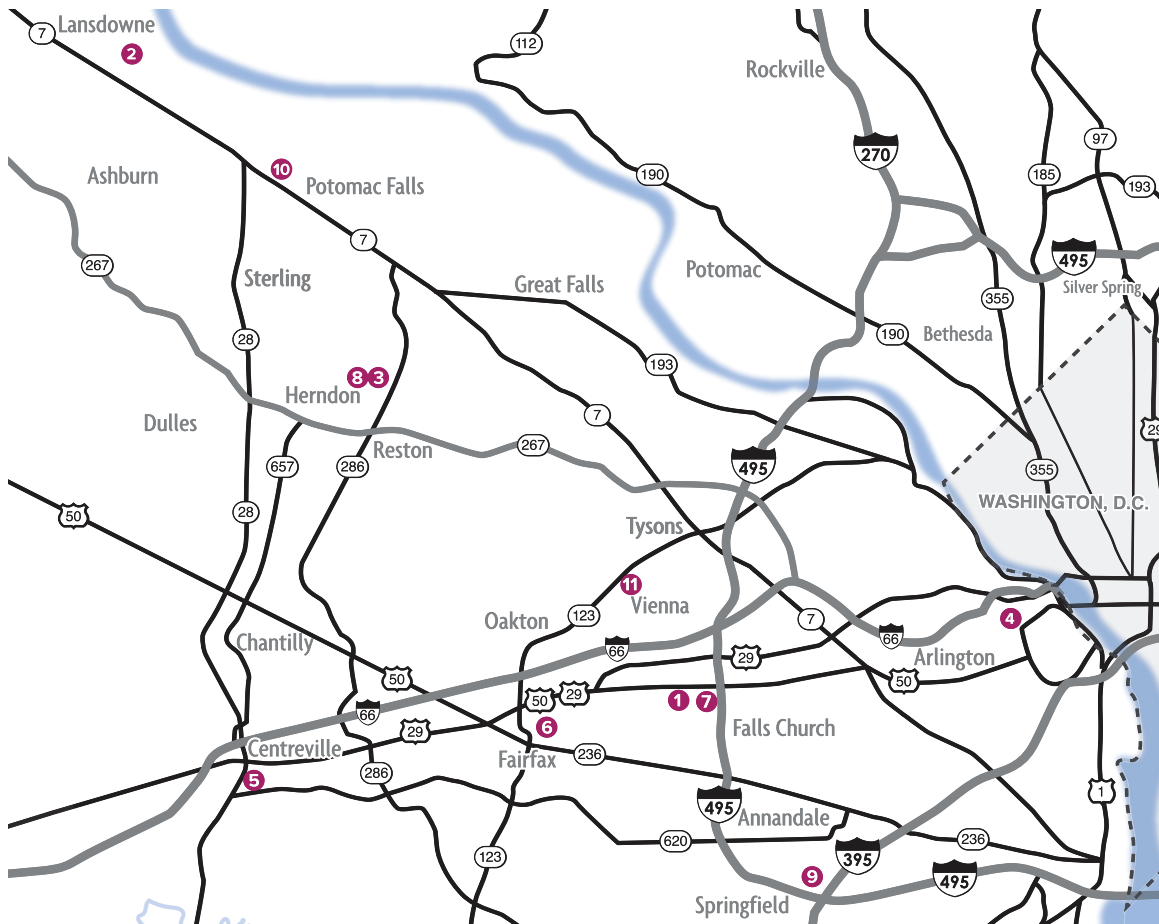 Lansdowne
7
2
112
Rockville
270
97
10
Ashburn
Potomac Falls
190
185
193
7
267
Sterling
Potomac
495
Great Falls
Silver Spring
355
28
190
Bethesda
193
8
3
Herndon
7
Dulles
Reston
267
29
657
286
495
355
WASHINGTON, D.C.
50
28
Tysons
11
Vienna
123
Oakton
7
4
66
66
Chantilly
29
Arlington
50
50
50
29
1
7
66
6
29
Falls Church
Centreville
Fairfax
236
286
5
1
495
Annandale
620
236
395
123
9
495
Springfield